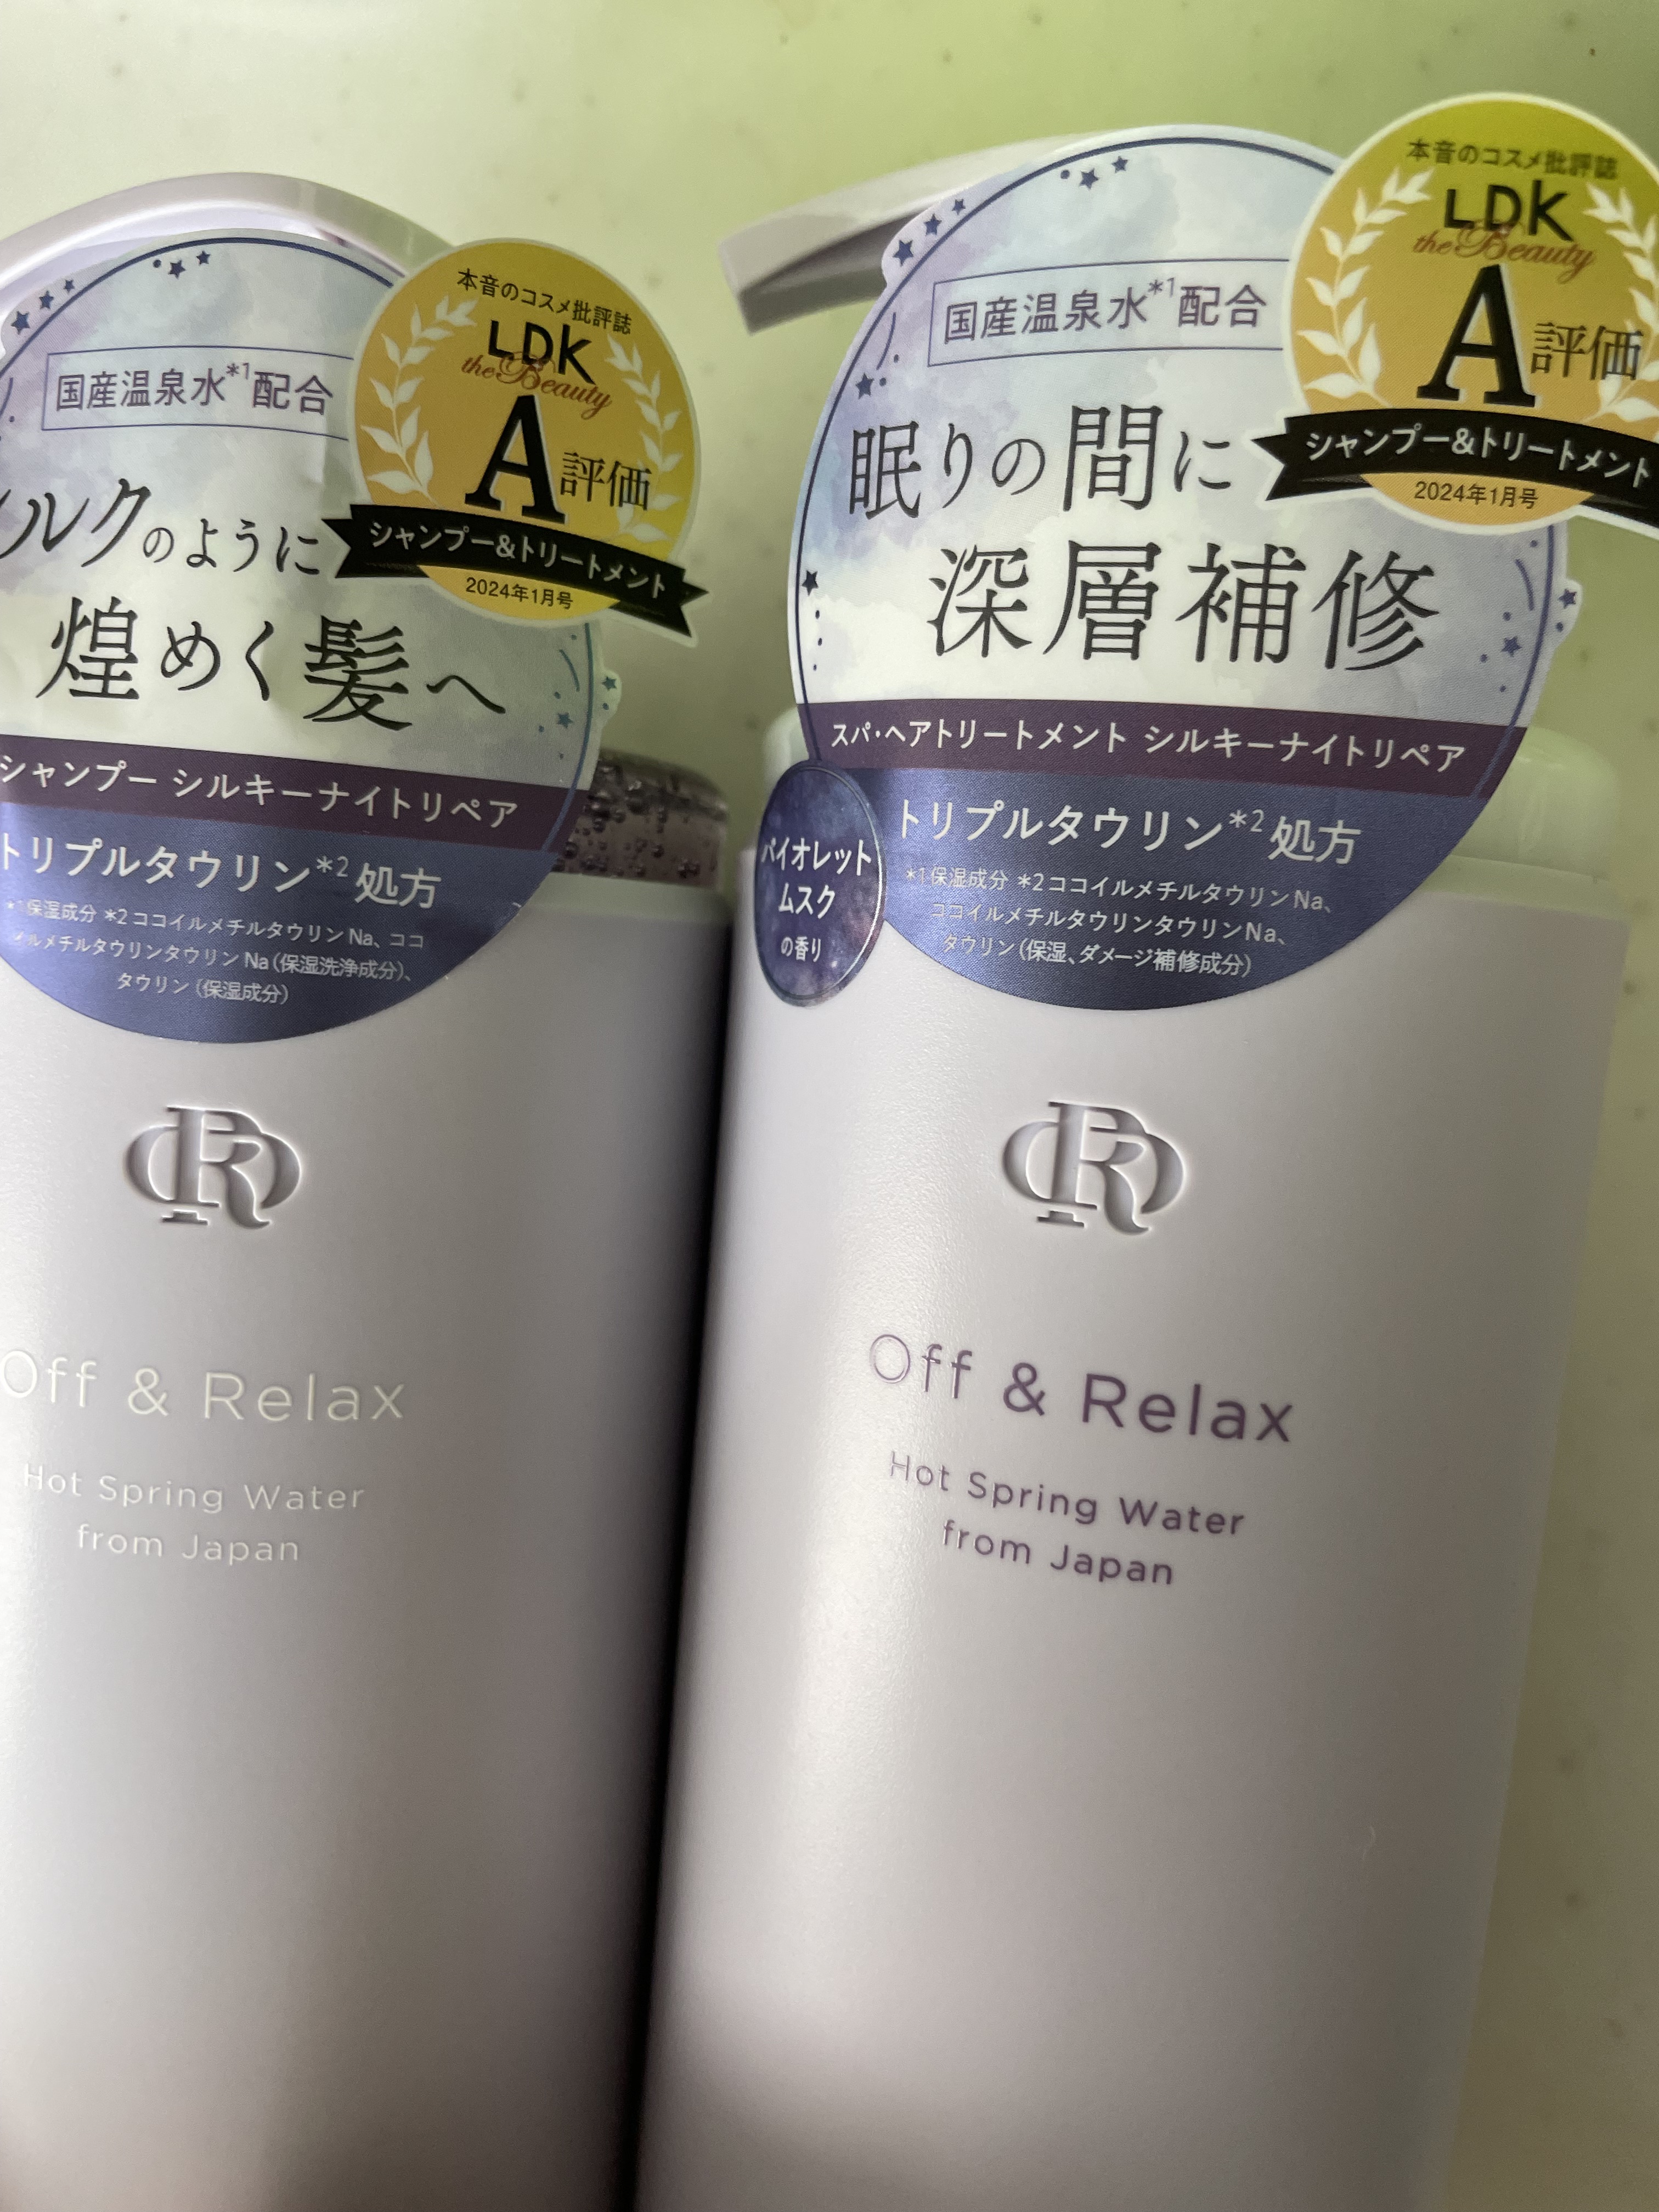 本音のコスメ批評誌
LDK
the Beauty
A評価
シャンプー&トリートメント
2024年1月号
国産温泉水*1配合
ルクのように
煌めく髪へ
シャンプー シルキーナイトリペア
トリプルタウリン*2処方
*1保湿成分 *2ココイルメチルタウリンNa、ココ
イルメチルタウリンタウリンNa(保湿洗浄成分)、
タウリン(保湿成分)
Off & Relax
Hot Spring Water
from Japan
本音のコスメ批評誌
LDK
the Beauty
A評価
シャンプー&トリートメント
2024年1月号
国産温泉水*1配合
眠りの間に
深層補修
スパ・ヘアトリートメント シルキーナイトリペア
トリプルタウリン*2処方
*1保湿成分 *2ココイルメチルタウリンNa、
ココイルメチルタウリンタウリンNa、
タウリン(保湿、ダメージ補修成分)
バイオレット
ムスク
の香り
OR
Off & Relax
Hot Spring Water
from Japan